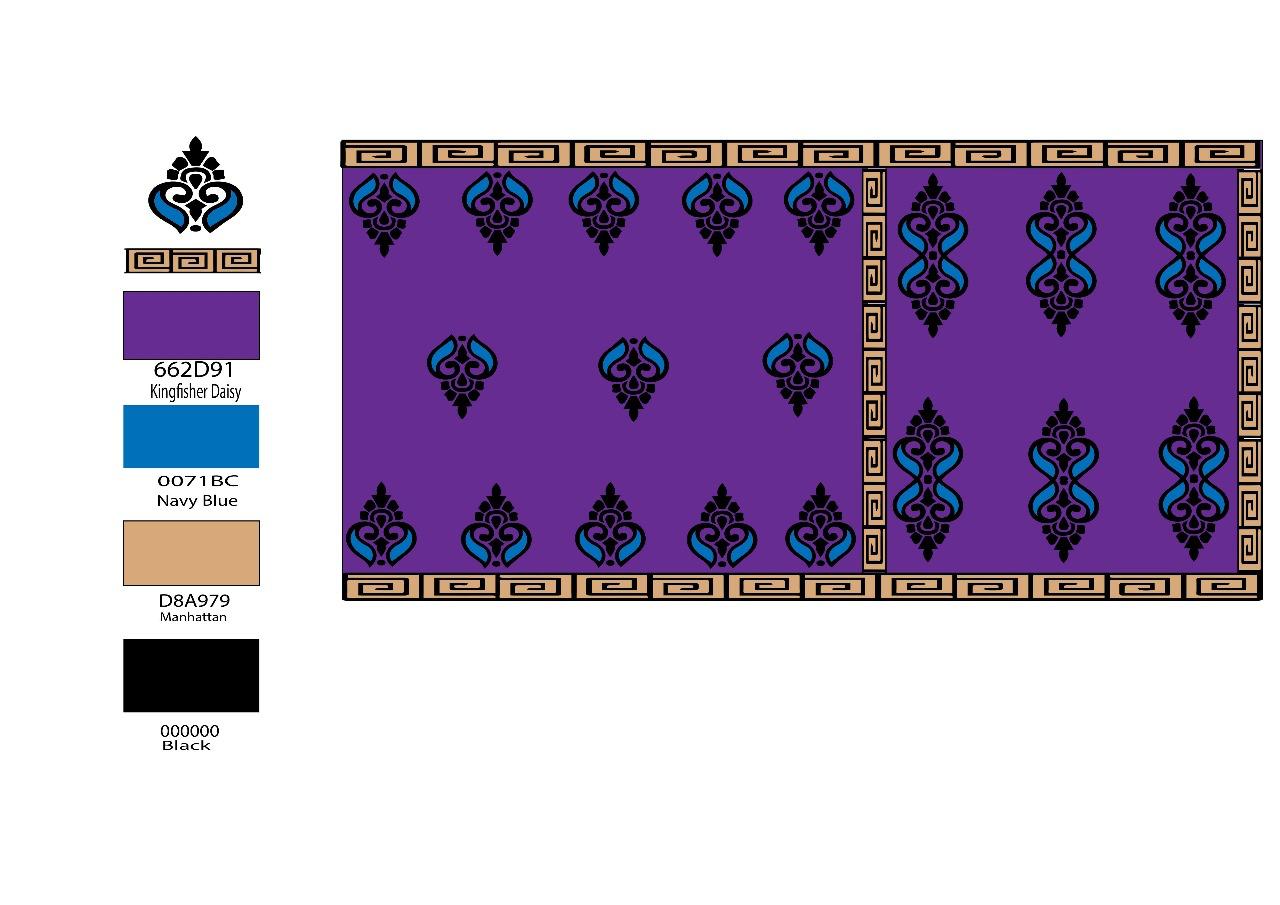 662D91
Kingfisher Daisy
0071BC
Navy Blue
D8A979
Manhattan
000000
Black